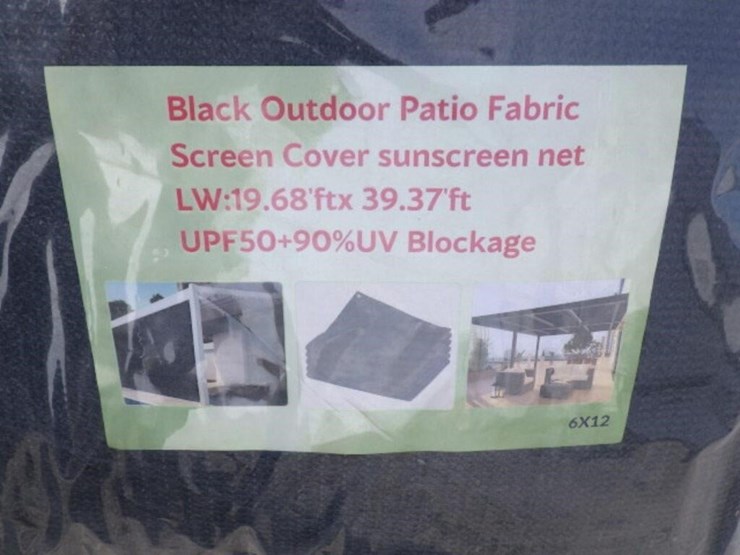 Black Outdoor Patio Fabric
Screen Cover sunscreen net
LW:19.68'ftx 39.37'ft
UPF50+90%UV Blockage
6X12